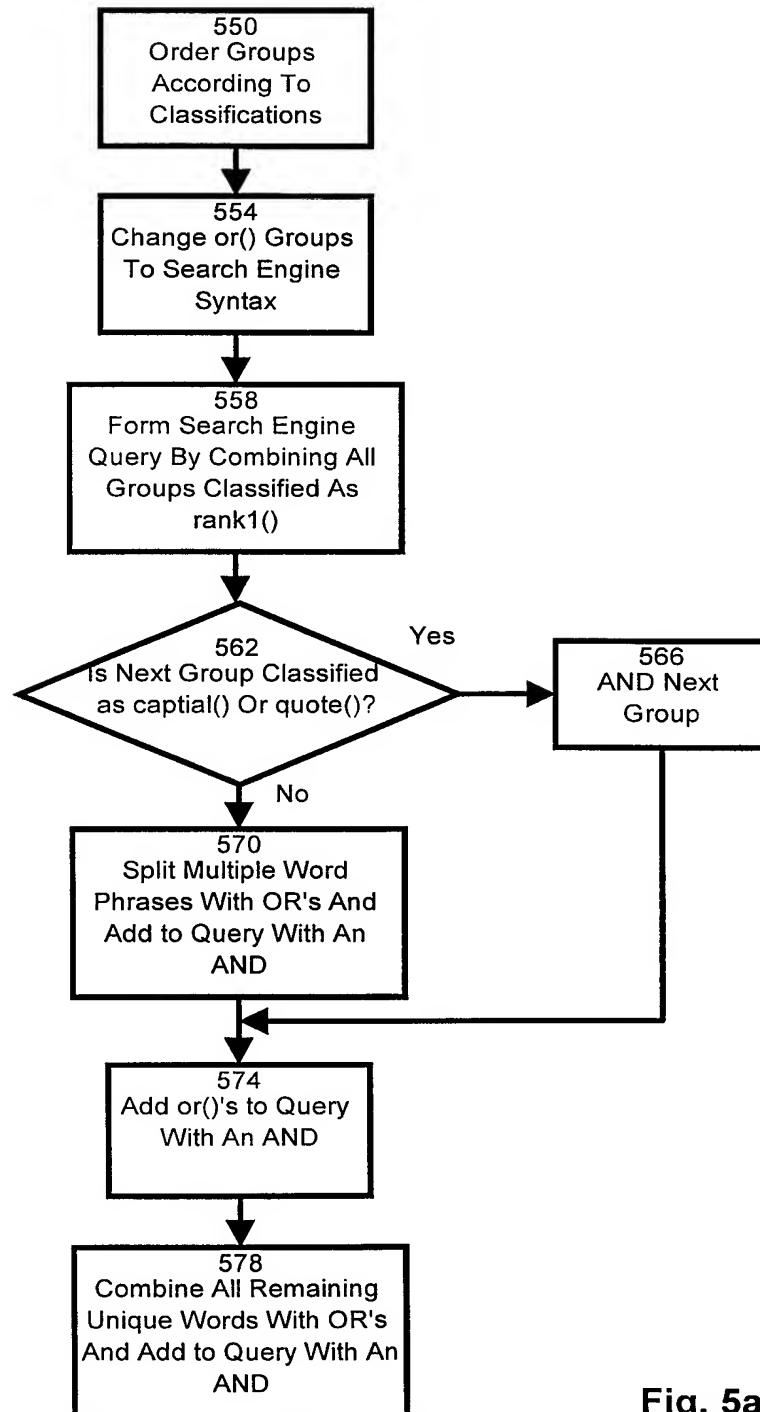 550
Order Groups
According To
Classifications
554
Change or() Groups
To Search Engine
Syntax
558
Form Search Engine
Query By Combining All
Groups Classified As
rank1()
562
Is Next Group Classified
as captial() Or quote()?
Yes
566
AND Next
Group
No
570
Split Multiple Word
Phrases With OR's And
Add to Query With An
AND
574
Add or()'s to Query
With An AND
578
Combine All Remaining
Unique Words With OR's
And Add to Query With An
AND
Fig. 5a